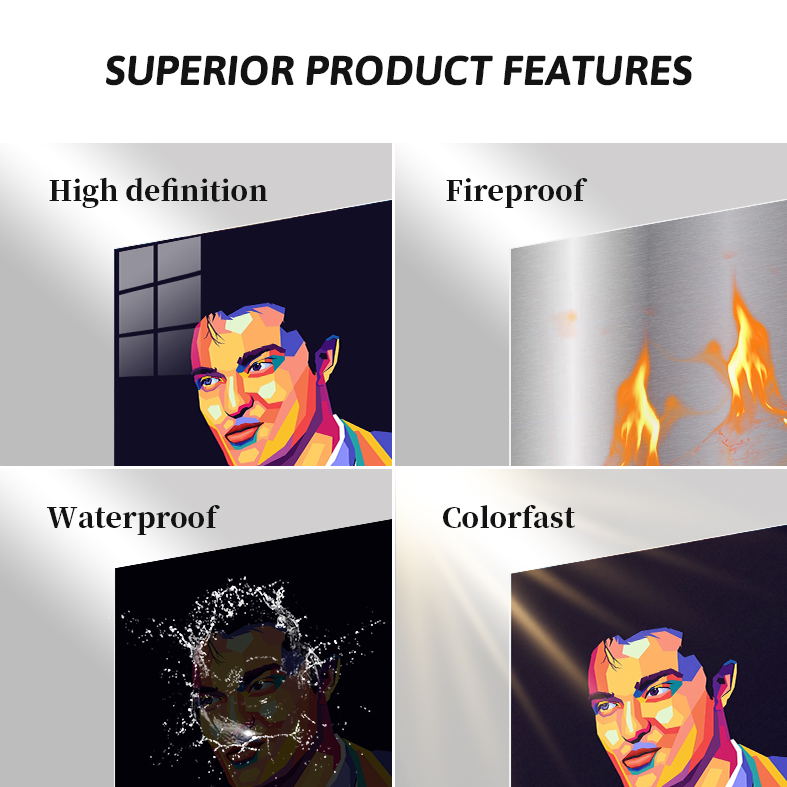 SUPERIOR PRODUCT FEATURES
High definition
Fireproof
Waterproof
Colorfast